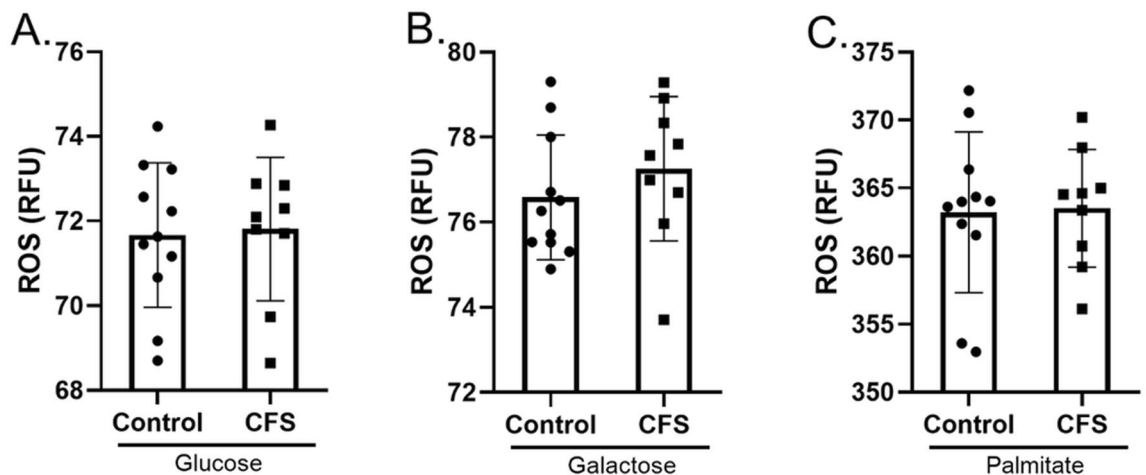 A.
ROS (RFU)
76
74
72
70
68
Control CFS
Glucose
B.
ROS (RFU)
80
78
76
74
72
Control CFS
Galactose
C.
ROS (RFU)
375
370
365
360
355
350
Control CFS
Palmitate